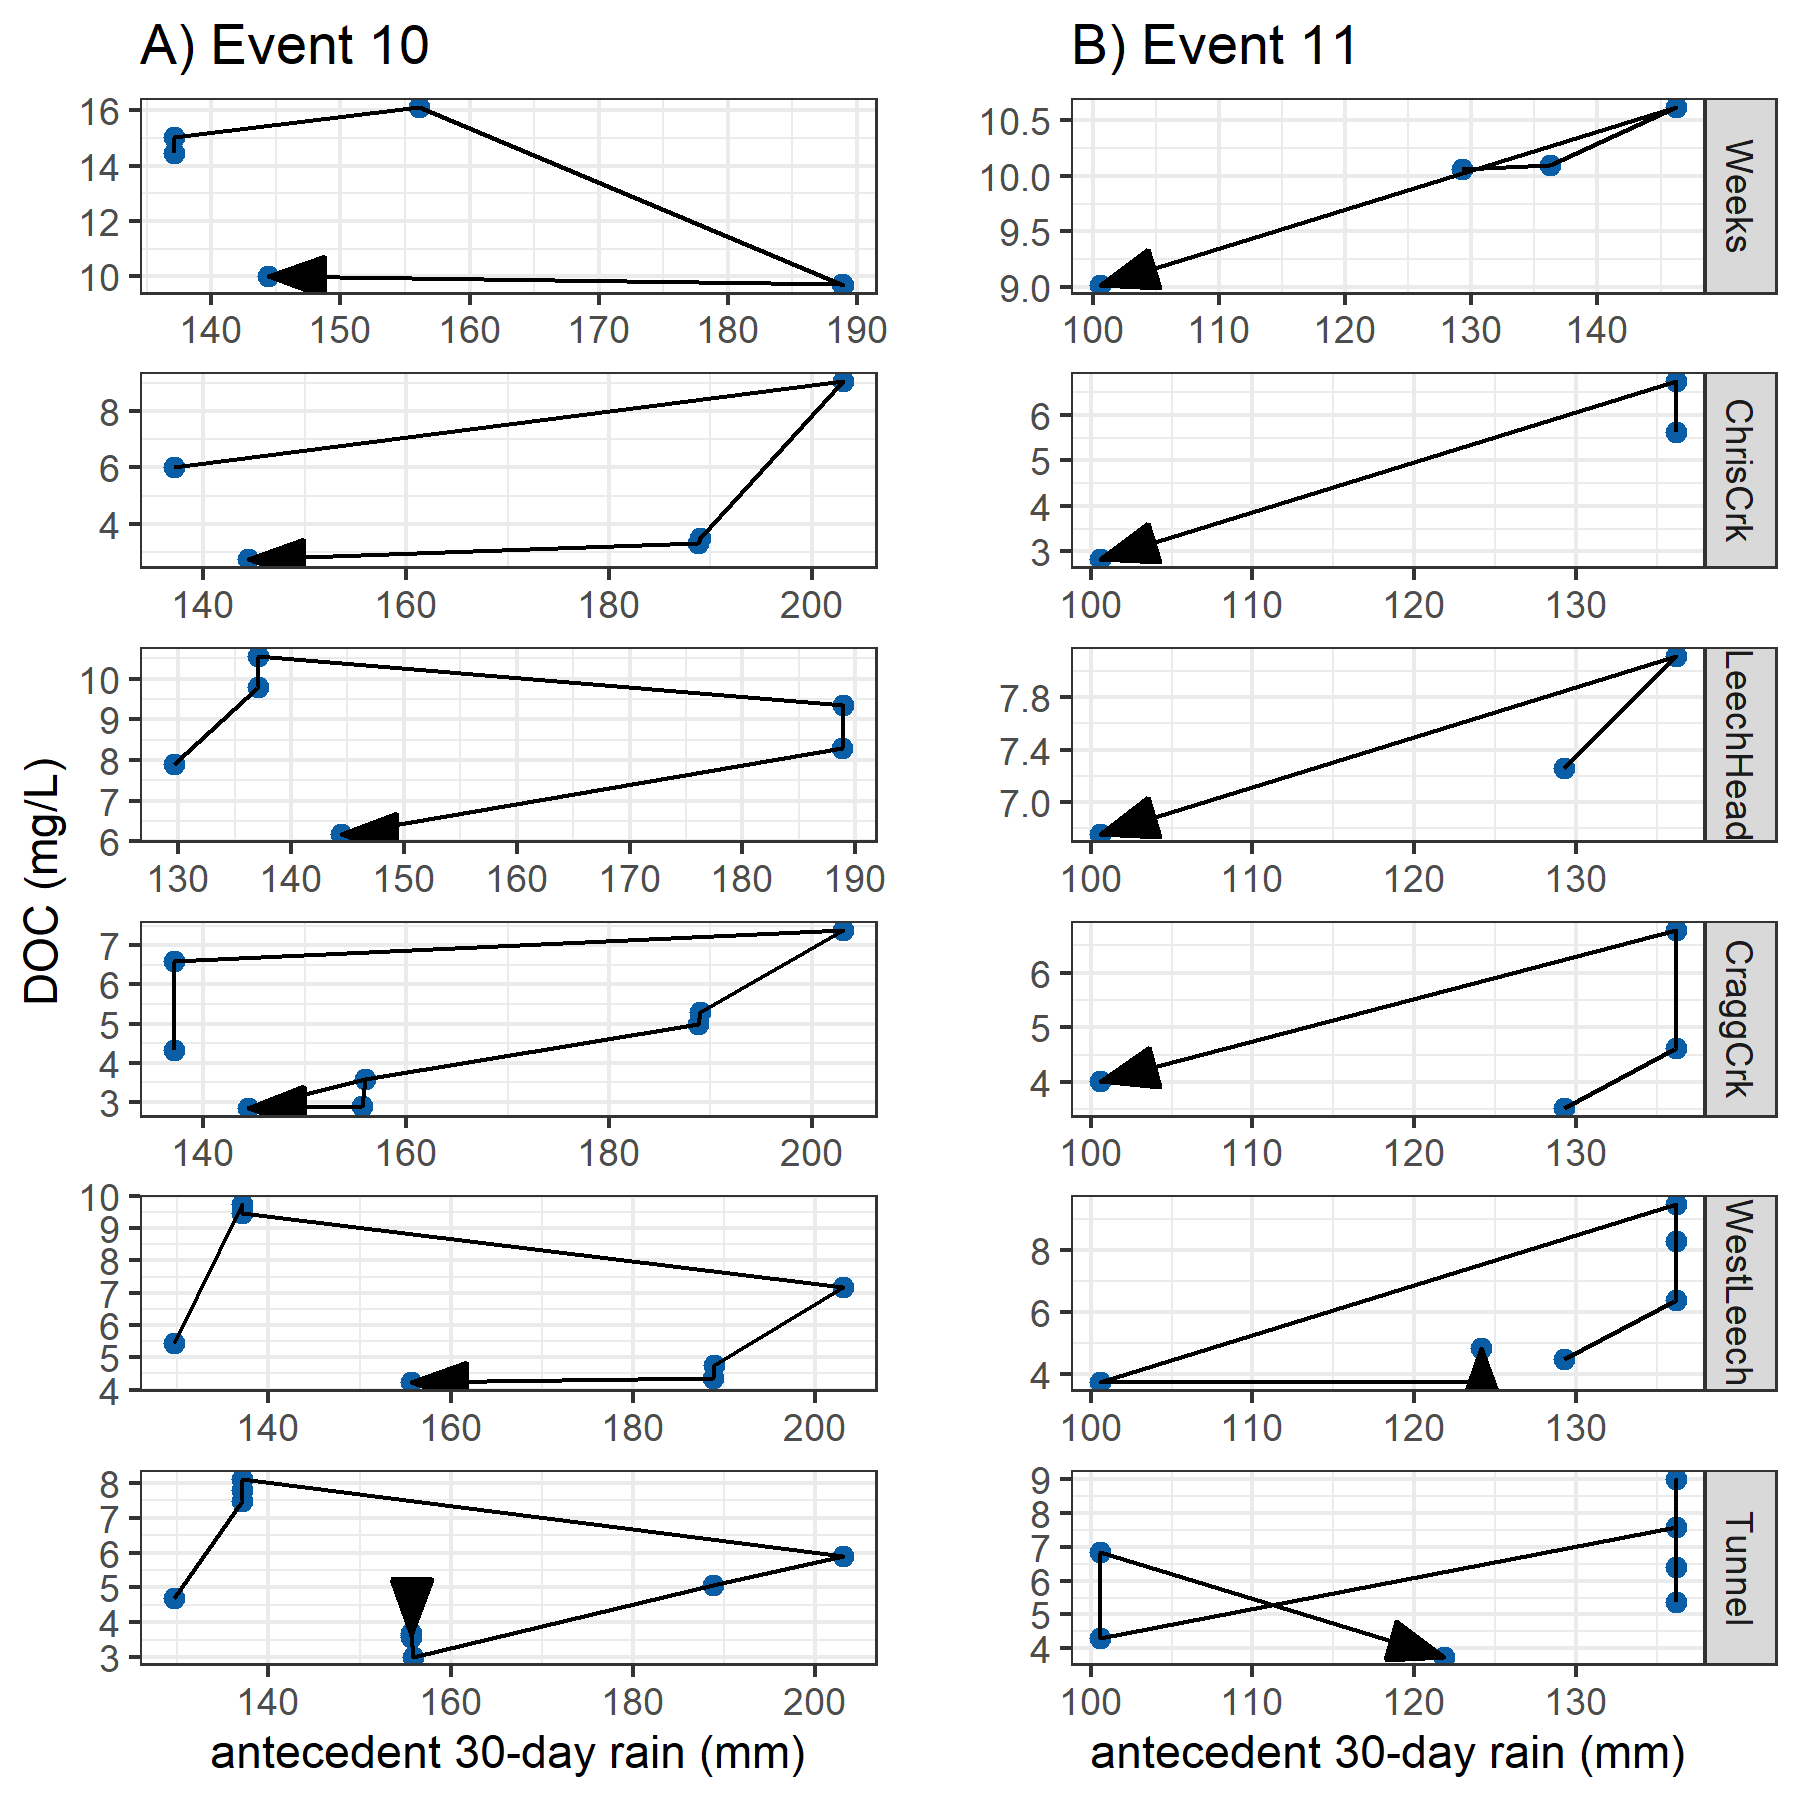 A) Event 10
B) Event 11
DOC (mg/L)
16
14
12
10
140 150 160 170 180 190
10.5
10.0
9.5
9.0
100 110 120 130 140
Weeks
8
6
4
140 160 180 200
6
5
4
3
100 110 120 130
ChrisCrk
10
9
8
7
6
130 140 150 160 170 180 190
7.8
7.4
7.0
100 110 120 130
LeechHead
7
6
5
4
3
140 160 180 200
6
5
4
100 110 120 130
CraggCrk
10
9
8
7
6
5
4
140 160 180 200
8
6
4
100 110 120 130
WestLeech
8
7
6
5
4
3
140 160 180 200
9
8
7
6
5
4
100 110 120 130
Tunnel
antecedent 30-day rain (mm)
antecedent 30-day rain (mm)